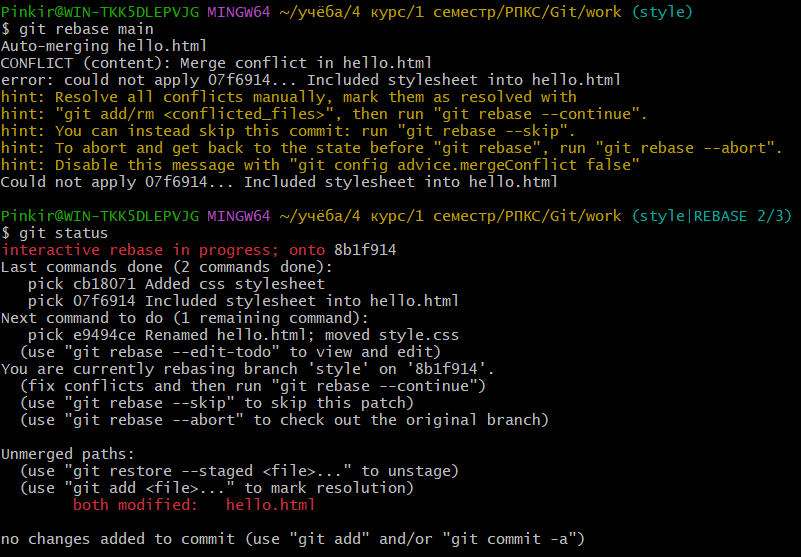 Pinkir@WIN-TKK5DLEPVJG MINGW64 ~/учёба/4 курс/1 семестр/РПКС/Git/work (style)
$ git rebase main
Auto-merging hello.html
CONFLICT (content): Merge conflict in hello.html
error: could not apply 07f6914... Included stylesheet into hello.html
hint: Resolve all conflicts manually, mark them as resolved with
hint: "git add/rm <conflicted_files>", then run "git rebase --continue".
hint: You can instead skip this commit: run "git rebase --skip".
hint: To abort and get back to the state before "git rebase", run "git rebase --abort".
hint: Disable this message with "git config advice.mergeConflict false"
Could not apply 07f6914... Included stylesheet into hello.html
Pinkir@WIN-TKK5DLEPVJG MINGW64 ~/учёба/4 курс/1 семестр/РПКС/Git/work (style|REBASE 2/3)
$ git status
interactive rebase in progress; onto 8b1f914
Last commands done (2 commands done):
   pick cb18071 Added css stylesheet
   pick 07f6914 Included stylesheet into hello.html
Next command to do (1 remaining command):
   pick e9494ce Renamed hello.html; moved style.css
  (use "git rebase --edit-todo" to view and edit)
You are currently rebasing branch 'style' on '8b1f914'.
  (fix conflicts and then run "git rebase --continue")
  (use "git rebase --skip" to skip this patch)
  (use "git rebase --abort" to check out the original branch)
Unmerged paths:
  (use "git restore --staged <file>..." to unstage)
  (use "git add <file>..." to mark resolution)
        both modified:   hello.html
no changes added to commit (use "git add" and/or "git commit -a")